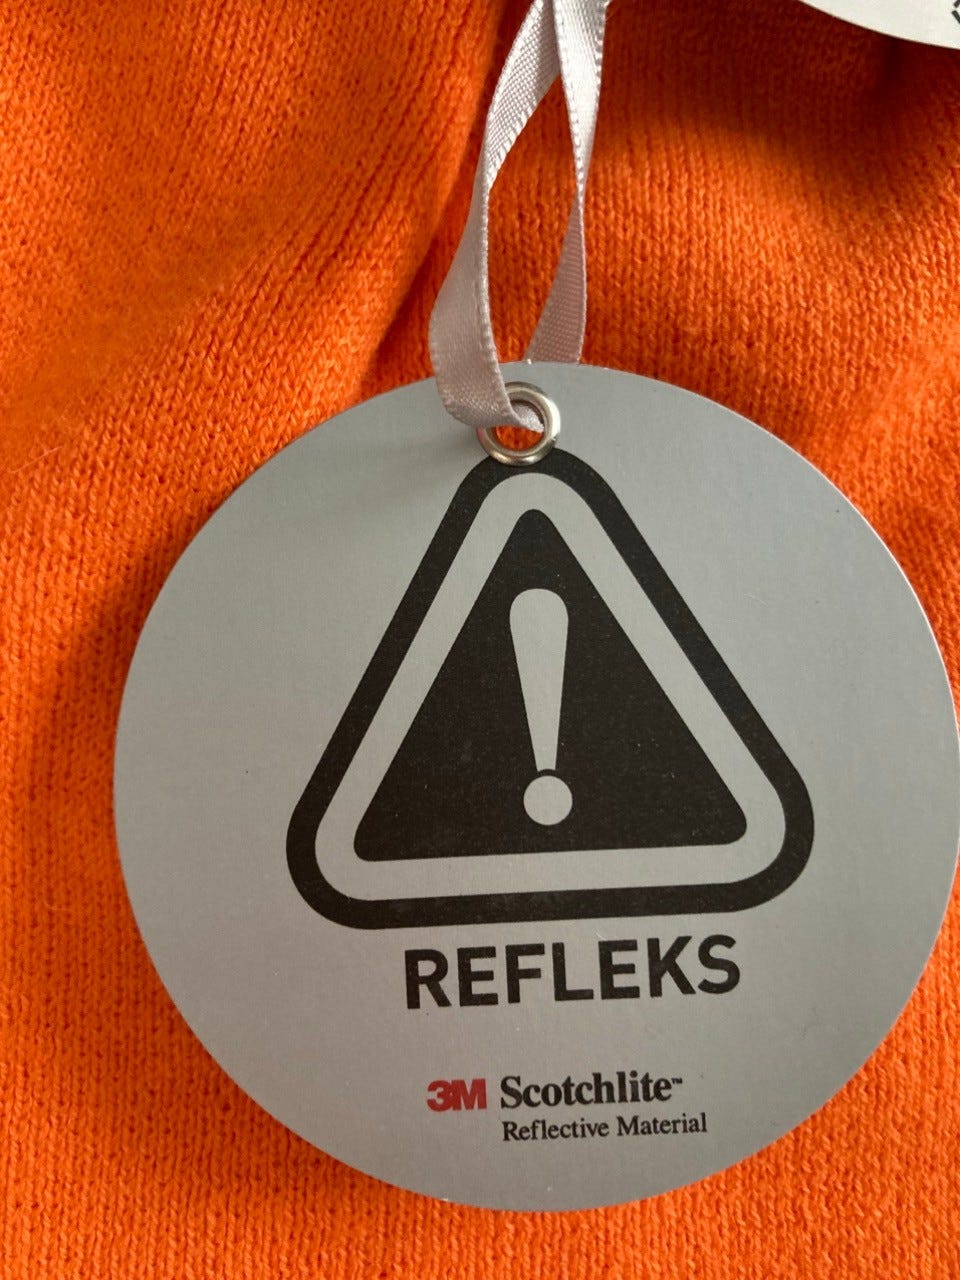 !
REFLEKS
3M Scotchlite™
Reflective Material